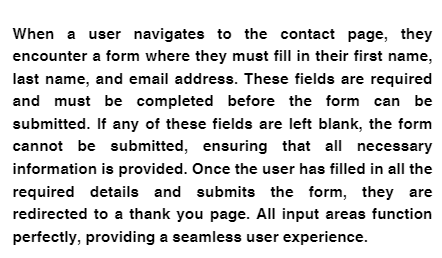 When a user navigates to the contact page, they
encounter a form where they must fill in their first name,
last name, and email address. These fields are required
and must be completed before the form can be
submitted. If any of these fields are left blank, the form
cannot be submitted, ensuring that all necessary
information is provided. Once the user has filled in all the
required details and submits the form, they are
redirected to a thank you page. All input areas function
perfectly, providing a seamless user experience.